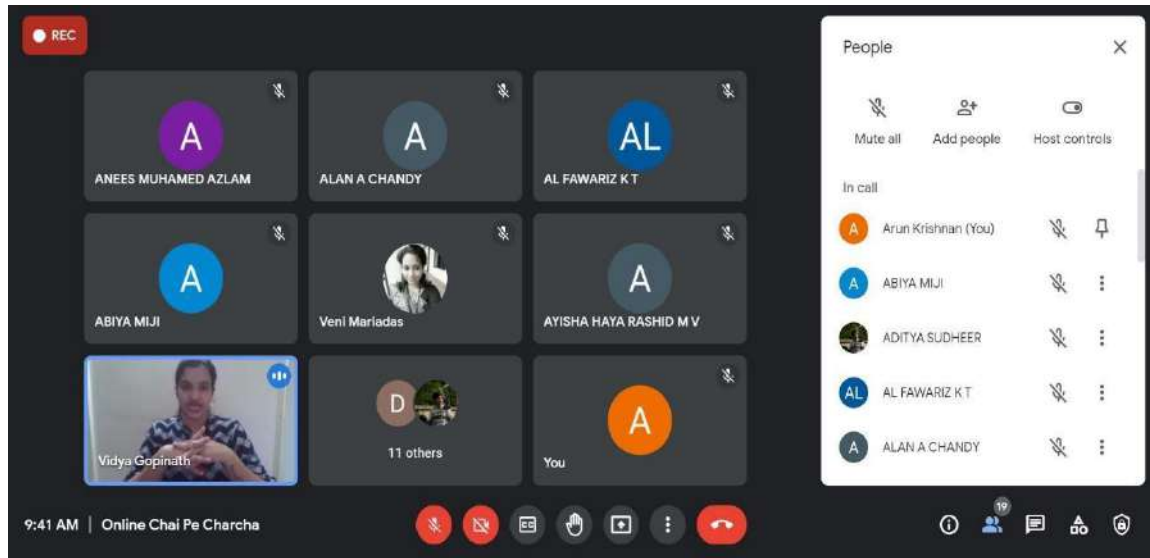 REC
A
ANEES MUHAMED AZLAM
A
ALAN A CHANDY
AL
AL FAWARIZ K T
A
ABIYA MIJI
Veni Mariadas
A
AYISHA HAYA RASHID M V
Vidya Gopinath
D
11 others
A
You
9:41 AM | Online Chai Pe Charcha
CC
People
Mute all Add people Host controls
In call
A Arun Krishnan (You)
A ABIYA MIJI
ADITYA SUDHEER
AL AL FAWARIZ K T
A ALAN A CHANDY
19